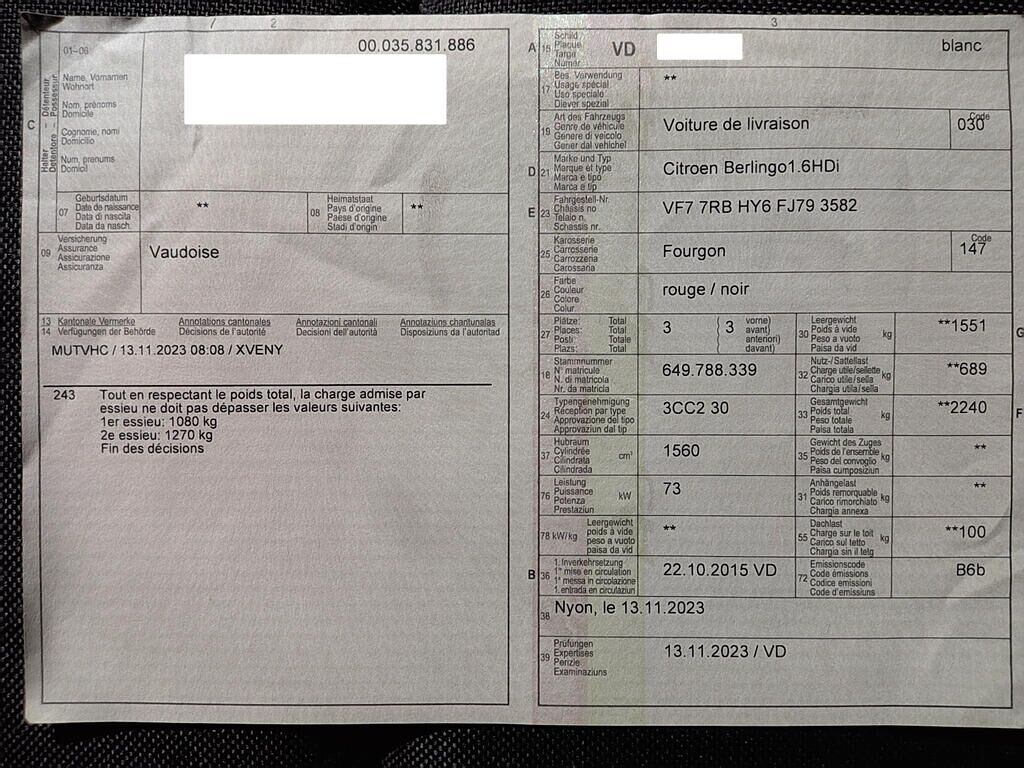 1
2
3
01-06
00.035.831.886
Name, Vornamen
Wohnort
Nom, prénoms
Domicile
Cognome, nomi
Domicilio
Num, prenums
Domicil
C
Halter – Détenteur
Detentore – Possessur
07
Geburtsdatum
Date de naissance
Data di nascita
Data da nasch.
**
08
Heimatstaat
Pays d'origine
Paese d'origine
Stadi d'origin
**
09
Versicherung
Assurance
Assicurazione
Assicuranza
Vaudoise
13 Kantonale Vermerke Annotations cantonales Annotazioni cantonali Annotaziuns chantunalas
14 Verfügungen der Behörde Décisions de l'autorité Decisioni dell'autorità Disposiziuns da l'autoritad
MUTVHC / 13.11.2023 08:08 / XVENY
243 Tout en respectant le poids total, la charge admise par
essieu ne doit pas dépasser les valeurs suivantes:
1er essieu: 1080 kg
2e essieu: 1270 kg
Fin des décisions
A
15
Schild
Plaque
Targa
Numer
VD
blanc
17
Bes. Verwendung
Usage spécial
Uso speciale
Diever spezial
**
19
Art des Fahrzeugs
Genre de véhicule
Genere di veicolo
Gener dal vehichel
Voiture de livraison
Code
030
D
21
Marke und Typ
Marque et type
Marca e tipo
Marca e tip
Citroen Berlingo1.6HDi
E
23
Fahrgestell-Nr.
Châssis no
Telaio n.
Schassis nr.
VF7 7RB HY6 FJ79 3582
25
Karosserie
Carrosserie
Carrozzeria
Carossaria
Fourgon
Code
147
26
Farbe
Couleur
Colore
Colur
rouge / noir
27
Plätze: Total
Places: Total
Posti: Totale
Plazs: Total
3
( 3 vorne)
( avant)
( anteriori)
( davant)
30
Leergewicht
Poids à vide
Peso a vuoto
Paisa da vid
kg
**1551
G
18
Stammnummer
N° matricule
N. di matricola
Nr. da matricla
649.788.339
32
Nutz-/Sattellast
Charge utile/sellette
Carico utile/sella
Chargia utila/sella
kg
**689
24
Typengenehmigung
Réception par type
Approvazione del tipo
Approvaziun dal tip
3CC2 30
33
Gesamtgewicht
Poids total
Peso totale
Paisa totala
kg
**2240
F
37
Hubraum
Cylindrée
Cilindrata
Cilindrada
cm³
1560
35
Gewicht des Zuges
Poids de l'ensemble
Peso del convoglio
Paisa cumposiziun
kg
**
76
Leistung
Puissance
Potenza
Prestaziun
kW
73
31
Anhängelast
Poids remorquable
Carico rimorchiato
Chargia annexa
kg
**
78 kW/kg
Leergewicht
poids à vide
peso a vuoto
paisa da vid
**
55
Dachlast
Charge sur le toit
Carico sul tetto
Chargia sin il tetg
kg
**100
B
36
1. Inverkehrsetzung
1re mise en circulation
1a messa in circolazione
1. entrada en circulaziun
22.10.2015 VD
72
Emissionscode
Code émissions
Codice emissioni
Code d'emissiuns
B6b
38
Nyon, le 13.11.2023
39
Prüfungen
Expertises
Perizie
Examinaziuns
13.11.2023 / VD